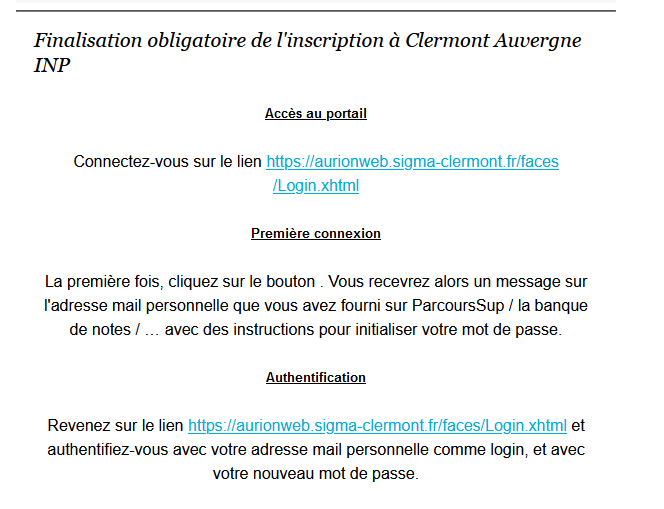 Finalisation obligatoire de l'inscription à Clermont Auvergne
INP
Accès au portail
Connectez-vous sur le lien https://aurionweb.sigma-clermont.fr/faces
/Login.xhtml
Première connexion
La première fois, cliquez sur le bouton . Vous recevrez alors un message sur
l'adresse mail personnelle que vous avez fourni sur ParcoursSup / la banque
de notes / … avec des instructions pour initialiser votre mot de passe.
Authentification
Revenez sur le lien https://aurionweb.sigma-clermont.fr/faces/Login.xhtml et
authentifiez-vous avec votre adresse mail personnelle comme login, et avec
votre nouveau mot de passe.